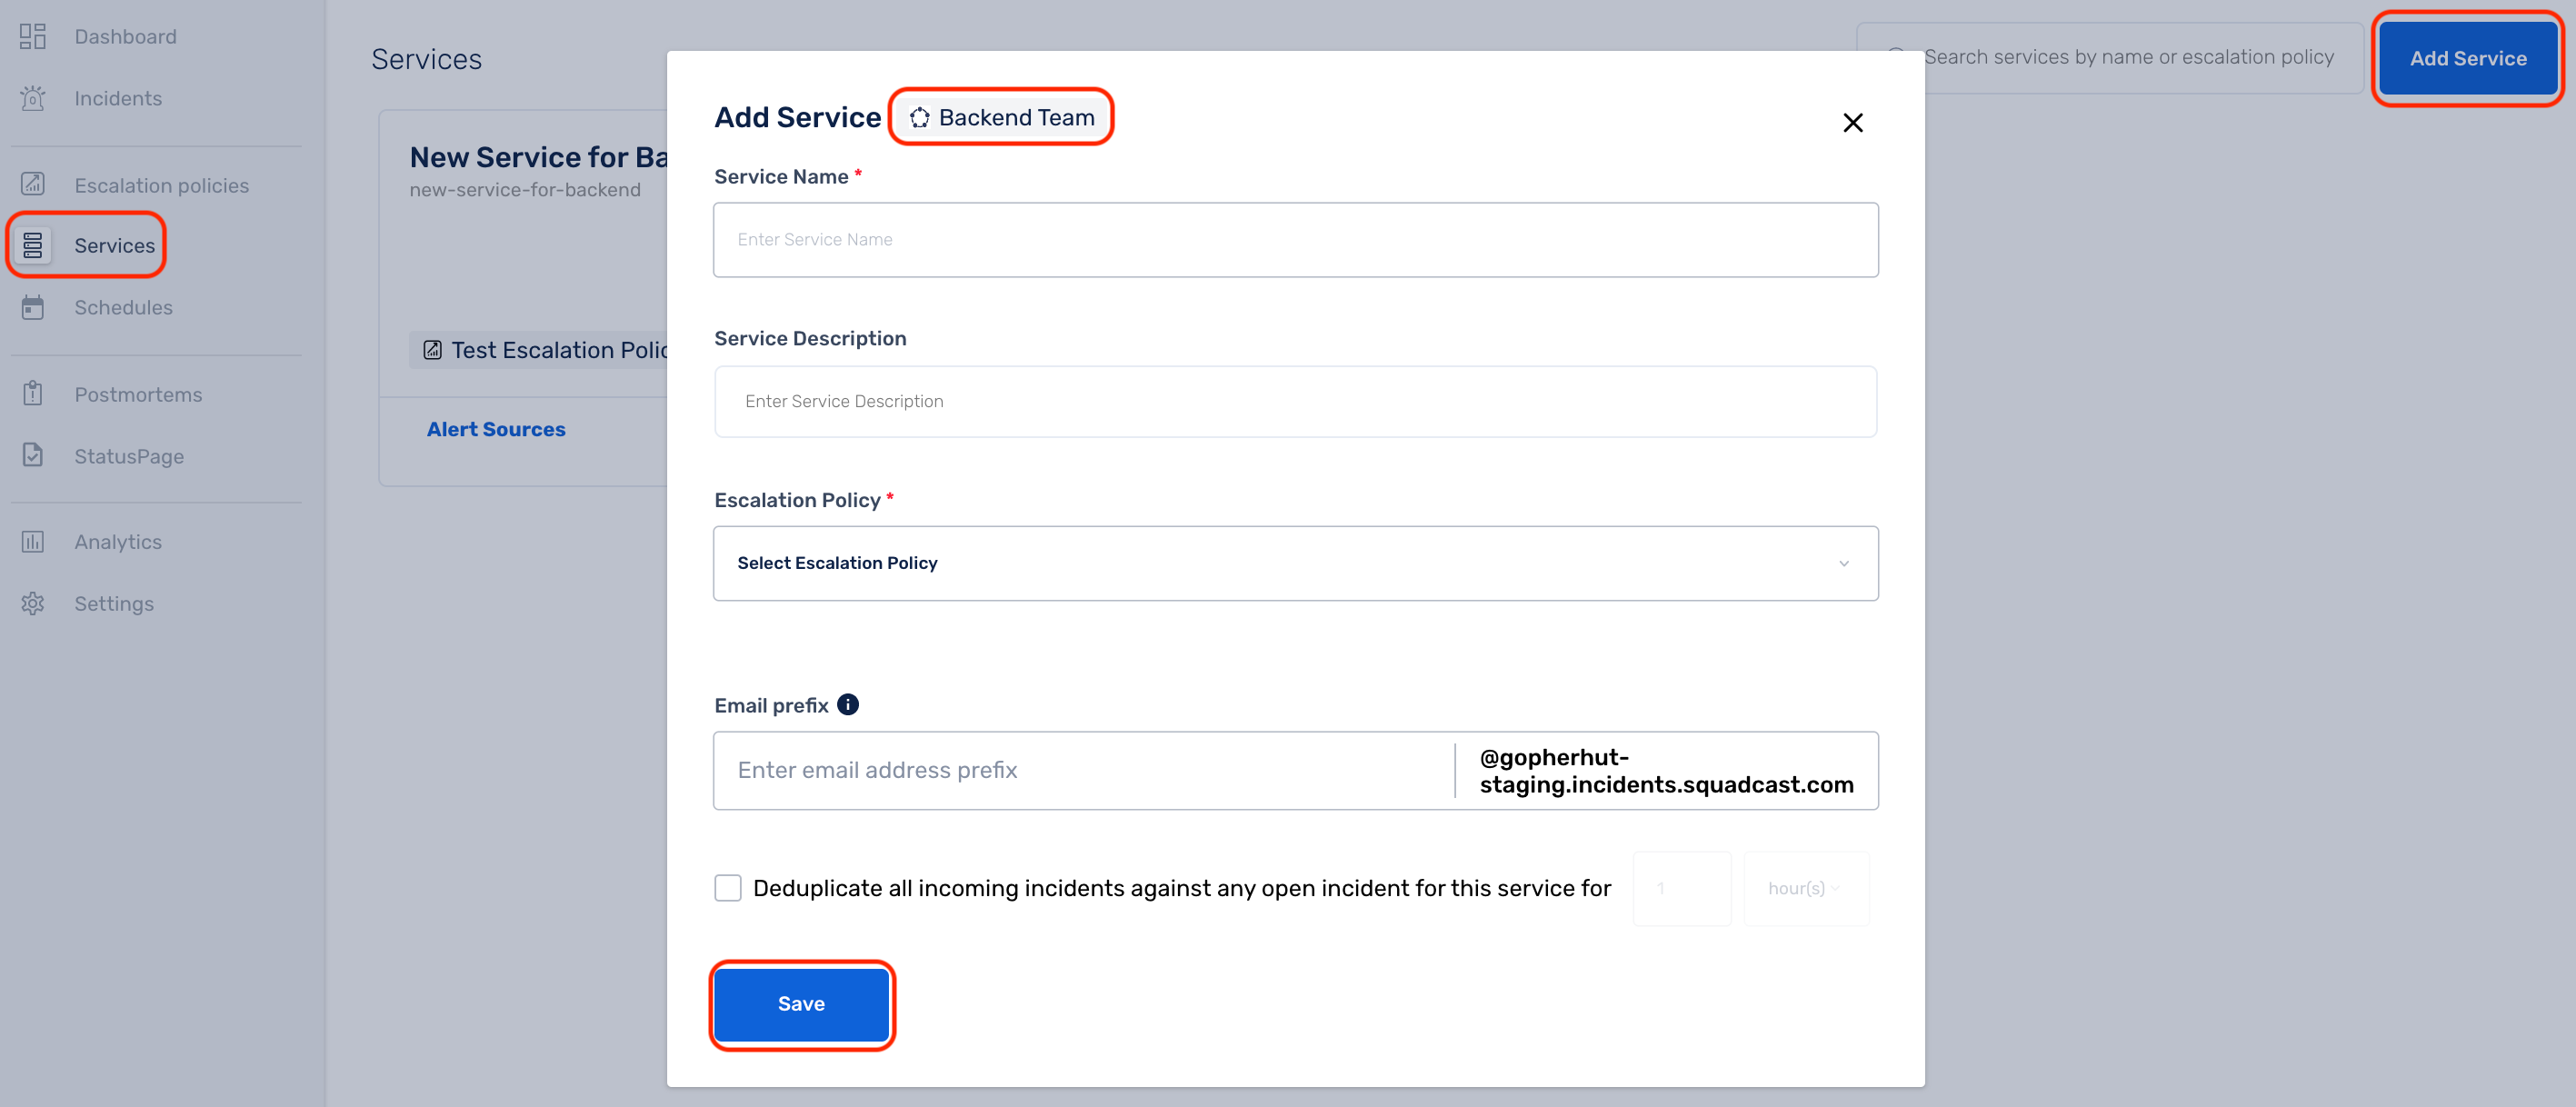 Dashboard
Incidents
Escalation policies
Services
Schedules
Postmortems
StatusPage
Analytics
Settings
Services
Search services by name or escalation policy
Add Service
New Service for Ba
new-service-for-backend
Test Escalation Polic
Alert Sources
Add Service Backend Team
Service Name *
Enter Service Name
Service Description
Enter Service Description
Escalation Policy *
Select Escalation Policy
Email prefix
Enter email address prefix
@gopherhut-
staging.incidents.squadcast.com
Deduplicate all incoming incidents against any open incident for this service for 1 hour(s)
Save